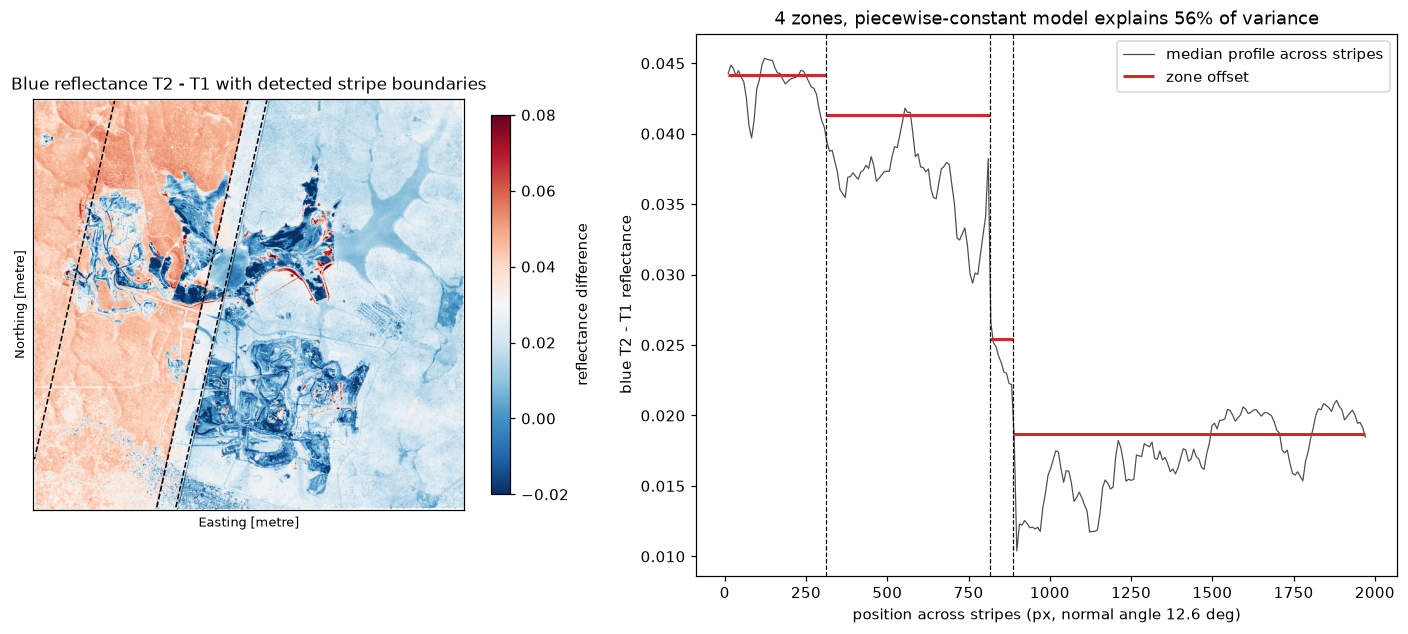 Blue reflectance T2 - T1 with detected stripe boundaries
Northing [metre]
Easting [metre]
0.08
0.06
0.04
0.02
0.00
−0.02
reflectance difference
4 zones, piecewise-constant model explains 56% of variance
median profile across stripes
zone offset
blue T2 - T1 reflectance
0.045
0.040
0.035
0.030
0.025
0.020
0.015
0.010
0 250 500 750 1000 1250 1500 1750 2000
position across stripes (px, normal angle 12.6 deg)